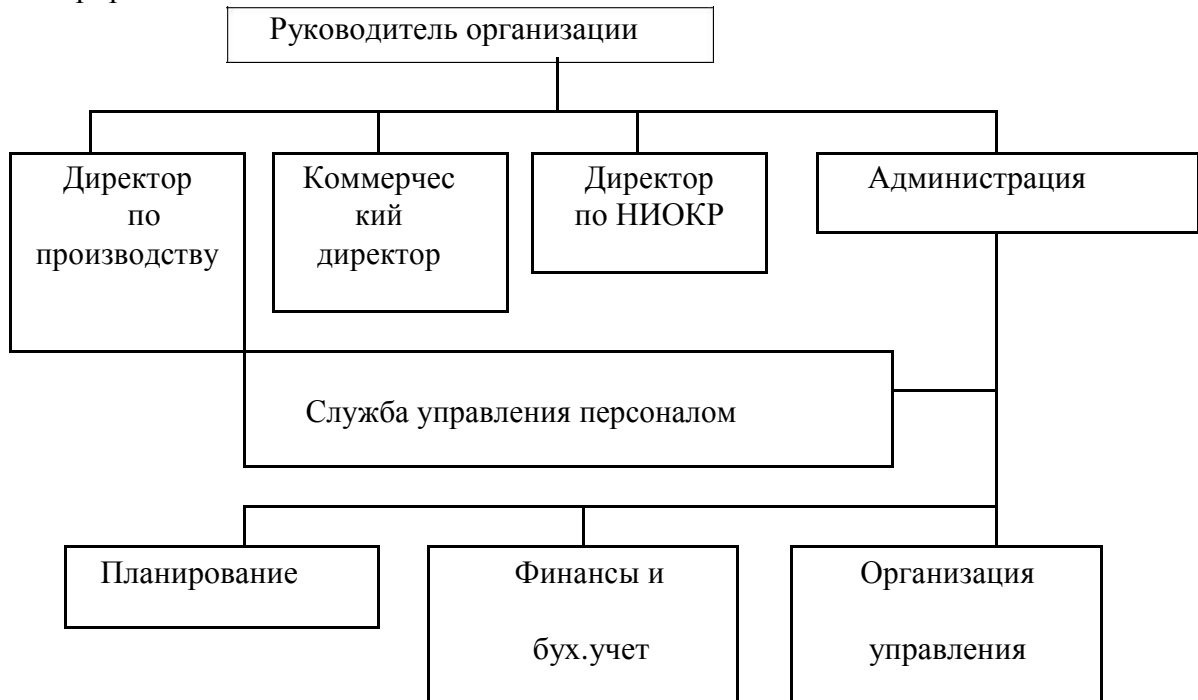 Руководитель организации
Директор
по
производству
Коммерчес
кий
директор
Директор
по НИОКР
Администрация
Служба управления персоналом
Планирование
Финансы и
бух.учет
Организация
управления